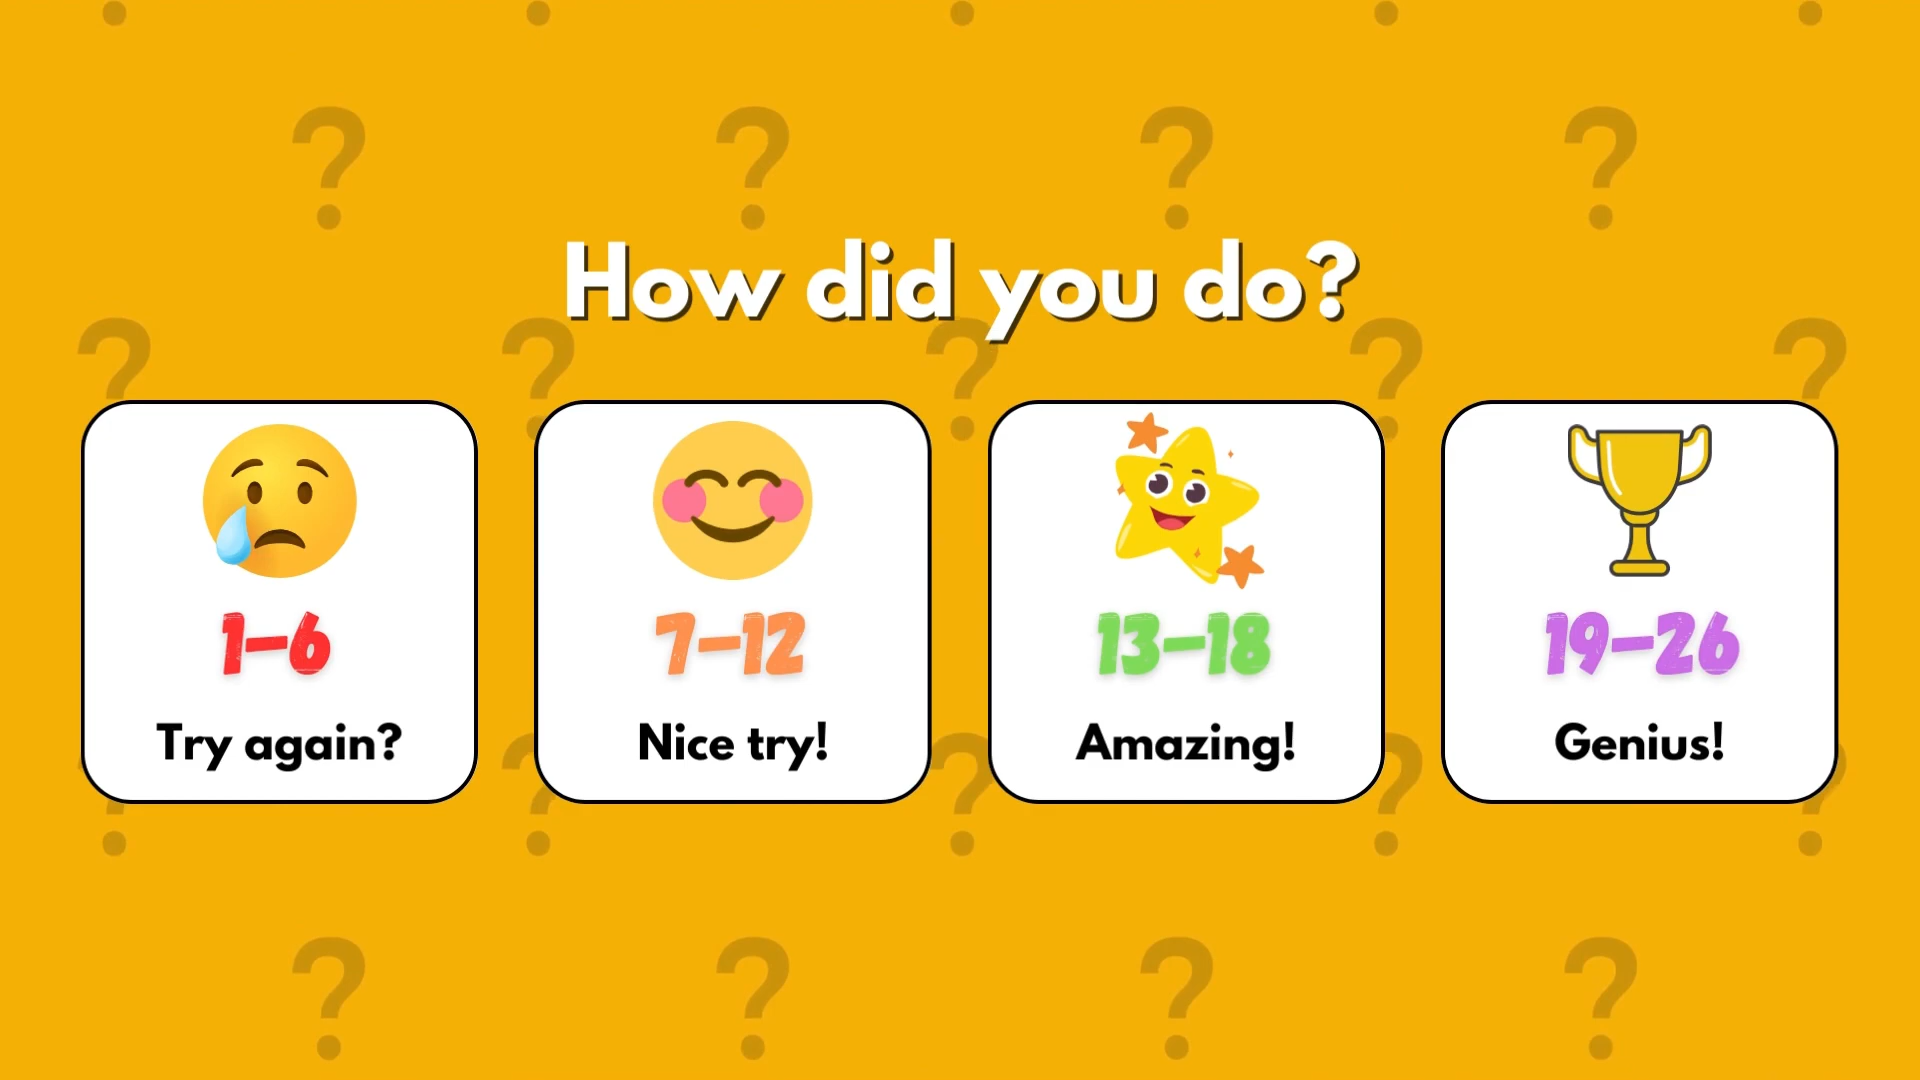 How did you do?
1–6
Try again?
7–12
Nice try!
13–18
Amazing!
19–26
Genius!